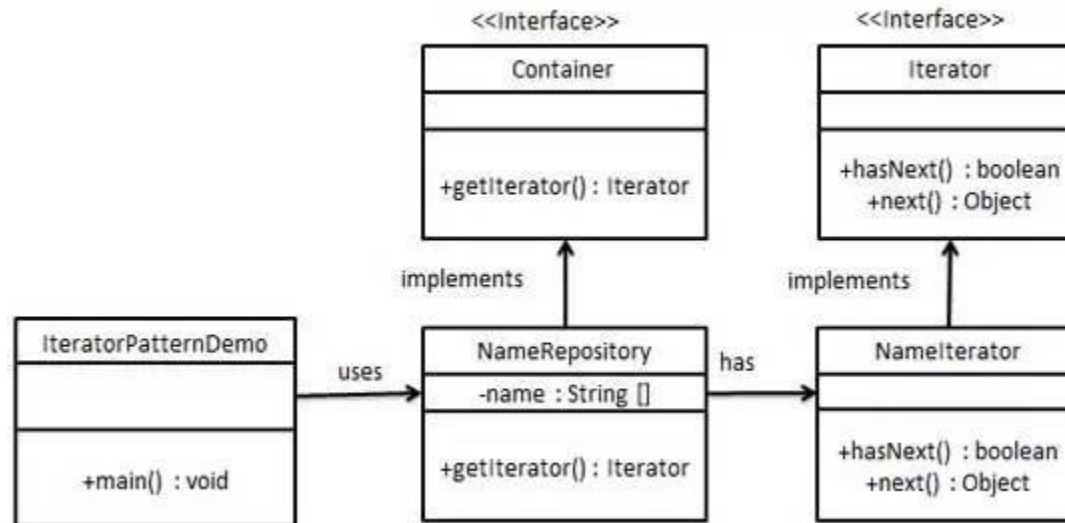 <<Interface>>
Container
+getIterator() : Iterator
<<Interface>>
Iterator
+hasNext() : boolean
+next() : Object
implements
implements
IteratorPatternDemo
+main() : void
uses
NameRepository
-name : String []
+getIterator() : Iterator
has
NameIterator
+hasNext() : boolean
+next() : Object